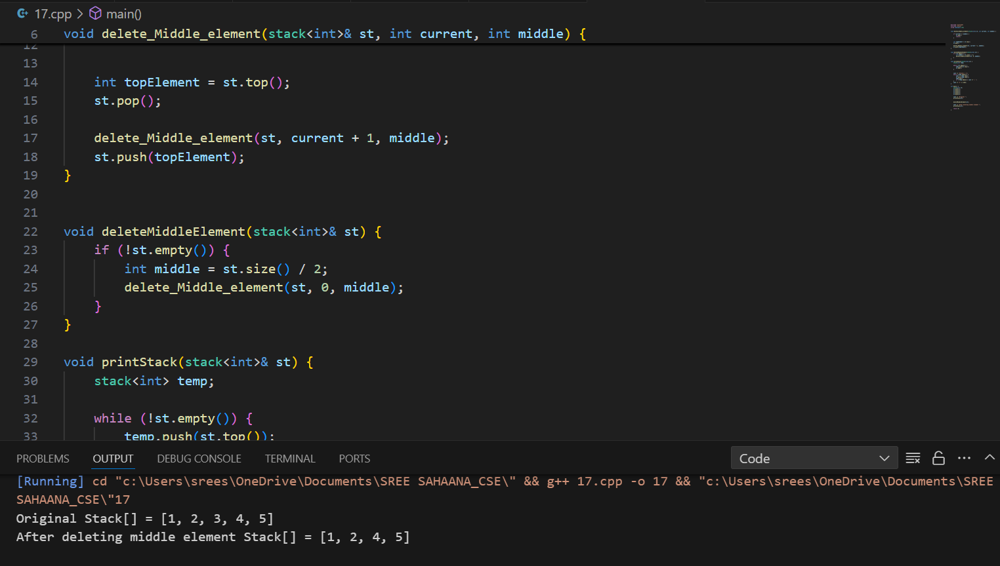 17.cpp > main()
6 void delete_Middle_element(stack<int>& st, int current, int middle) {
12
13
14 int topElement = st.top();
15 st.pop();
16
17 delete_Middle_element(st, current + 1, middle);
18 st.push(topElement);
19 }
20
21
22 void deleteMiddleElement(stack<int>& st) {
23 if (!st.empty()) {
24 int middle = st.size() / 2;
25 delete_Middle_element(st, 0, middle);
26 }
27 }
28
29 void printStack(stack<int>& st) {
30 stack<int> temp;
31
32 while (!st.empty()) {
33 temp.push(st.top());
PROBLEMS OUTPUT DEBUG CONSOLE TERMINAL PORTS Code
[Running] cd "c:\Users\srees\OneDrive\Documents\SREE SAHAANA_CSE\" && g++ 17.cpp -o 17 && "c:\Users\srees\OneDrive\Documents\SREE
SAHAANA_CSE\"17
Original Stack[] = [1, 2, 3, 4, 5]
After deleting middle element Stack[] = [1, 2, 4, 5]